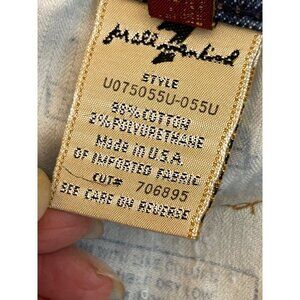 7
for all mankind
STYLE
U075055U-055U
98%COTTON
2%POLYURETHANE
Made in U.S.A
OF IMPORTED FABRIC
CUT# 706895
SEE CARE ON REVERSE